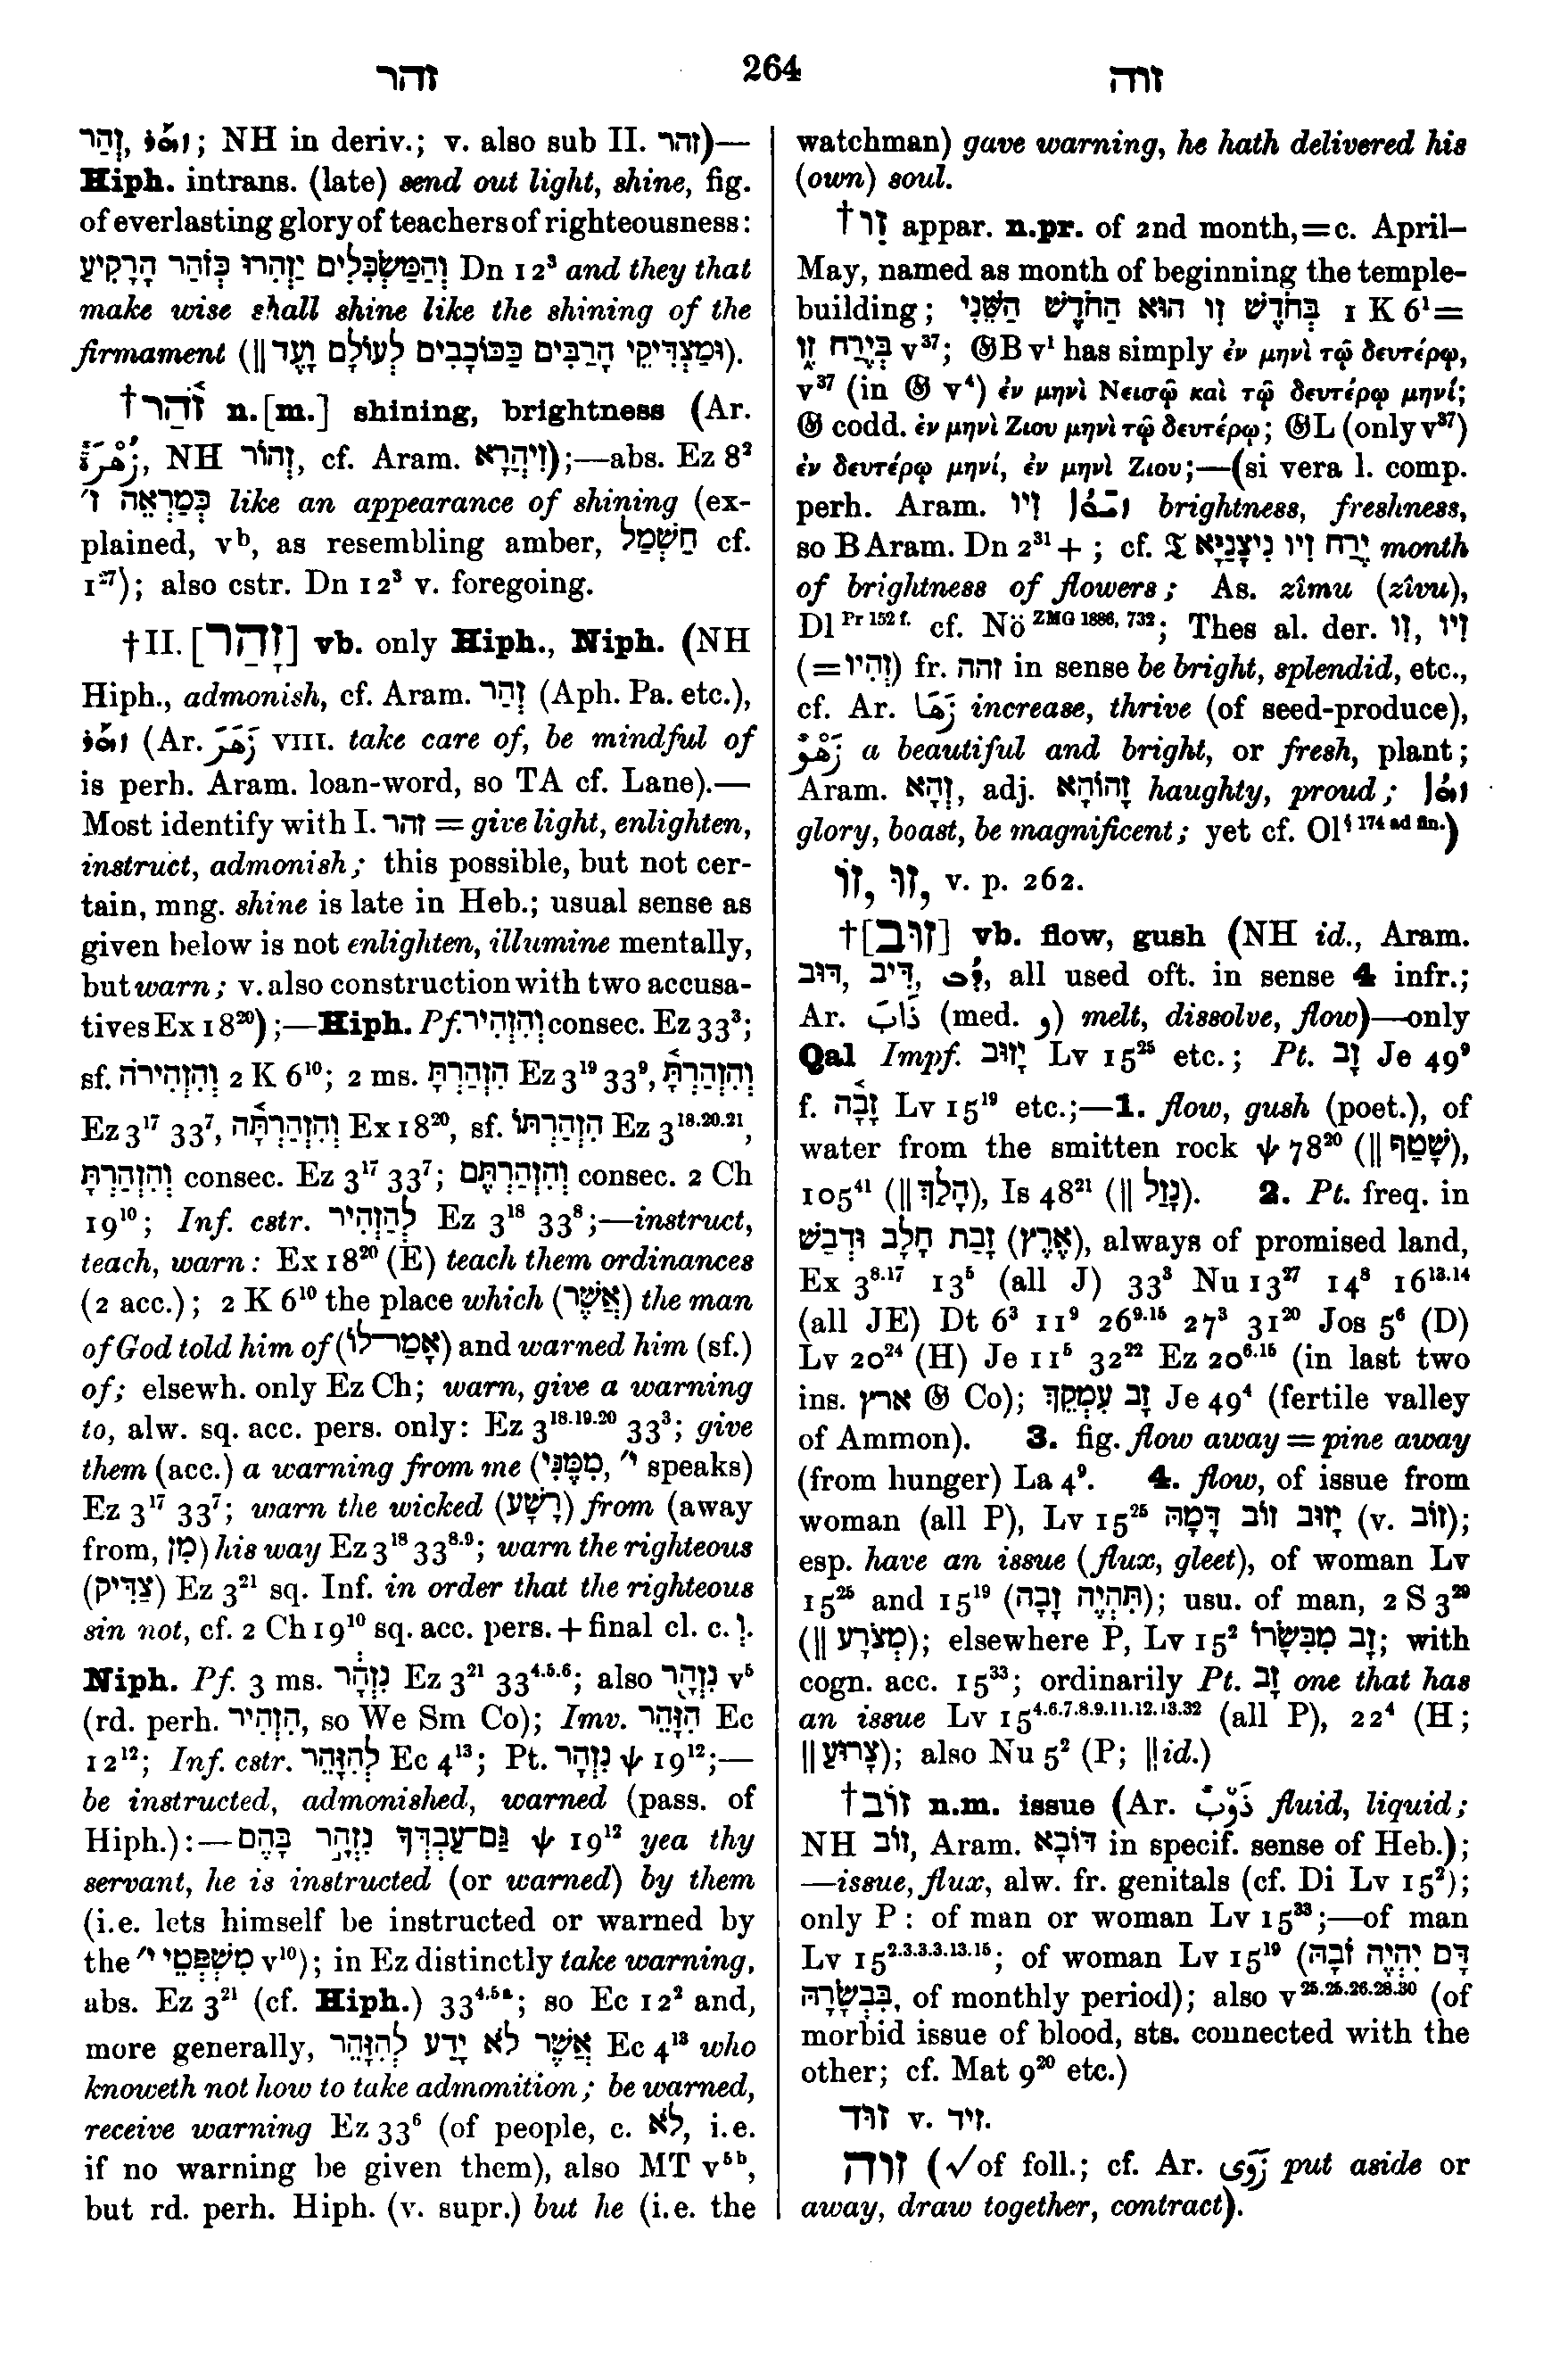 זהר 264 זוה
זְהַר, ܙܗܪ; NH in deriv.; v. also sub II. זהר)—
Hiph. intrans. (late) send out light, shine, fig.
of everlasting glory of teachers of righteousness:
וְהַמַּשְׂכִּלִים יַזְהִרוּ כְּזֹהַר הָרָקִיעַ Dn 12³ and they that
make wise shall shine like the shining of the
firmament (‖ וּמַצְדִּיקֵי הָרַבִּים כַּכּוֹכָבִים לְעוֹלָם וָעֶד).
†זֹ֫הַר n.[m.] shining, brightness (Ar.
زُهْرَةٌ, NH זְהוֹר, cf. Aram. זִיהֲרָא);—abs. Ez 8²
כְּמַרְאֵה ז׳ like an appearance of shining (ex-
plained, vᵇ, as resembling amber, חַשְׁמַל cf.
1²⁷); also cstr. Dn 12³ v. foregoing.
†II. [זָהַר] vb. only Hiph., Niph. (NH
Hiph., admonish, cf. Aram. זְהַר (Aph. Pa. etc.),
ܙܗܪ (Ar. زَهَرَ VIII. take care of, be mindful of
is perh. Aram. loan-word, so TA cf. Lane).—
Most identify with I. זהר = give light, enlighten,
instruct, admonish; this possible, but not cer-
tain, mng. shine is late in Heb.; usual sense as
given below is not enlighten, illumine mentally,
but warn; v. also construction with two accusa-
tives Ex 18²⁰);—Hiph. Pf. וְהִזְהִיר consec. Ez 33³;
sf. וְהִזְהִירֹה 2 K 6¹⁰; 2 ms. הִזְהַרְתָּ Ez 3¹⁹ 33⁹, וְהִזְהַרְתָּ֫
Ez 3¹⁷ 33⁷, וְהִזְהַרְתָּ֫ה Ex 18²⁰, sf. הִזְהַרְתּוֹ Ez 3¹⁸·²⁰·²¹,
וְהִזְהַרְתָּ consec. Ez 3¹⁷ 33⁷; וְהִזְהַרְתֶּם consec. 2 Ch
19¹⁰; Inf. cstr. לְהַזְהִיר Ez 3¹⁸ 33⁸;—instruct,
teach, warn: Ex 18²⁰ (E) teach them ordinances
(2 acc.); 2 K 6¹⁰ the place which (אֲשֶׁר) the man
of God told him of (אָמַר־לוֹ) and warned him (sf.)
of; elsewh. only Ez Ch; warn, give a warning
to, alw. sq. acc. pers. only: Ez 3¹⁸·¹⁹·²⁰ 33³; give
them (acc.) a warning from me (מִמֶּנִּי, י״ speaks)
Ez 3¹⁷ 33⁷; warn the wicked (רָשָׁע) from (away
from, מִן) his way Ez 3¹⁸ 33⁸·⁹; warn the righteous
(צַדִּיק) Ez 3²¹ sq. Inf. in order that the righteous
sin not, cf. 2 Ch 19¹⁰ sq. acc. pers. + final cl. c. וְ.
Niph. Pf. 3 ms. נִזְהָר Ez 3²¹ 33⁴·⁵·⁶; also נִזְהָר v⁵
(rd. perh. הִזְהִיר, so We Sm Co); Imv. הִזָּהֵר Ec
12¹²; Inf. cstr. לְהִזָּהֵר Ec 4¹³; Pt. נִזְהָר ψ 19¹²;—
be instructed, admonished, warned (pass. of
Hiph.):—גַּם־עַבְדְּךָ נִזְהָר בָּהֶם ψ 19¹² yea thy
servant, he is instructed (or warned) by them
(i.e. lets himself be instructed or warned by
the מִשְׁפְּטֵי י״ v¹⁰); in Ez distinctly take warning,
abs. Ez 3²¹ (cf. Hiph.) 33⁴·⁵ᵃ; so Ec 12² and,
more generally, אֲשֶׁר לֹא יָדַע לְהִזָּהֵר Ec 4¹³ who
knoweth not how to take admonition; be warned,
receive warning Ez 33⁶ (of people, c. לֹא, i.e.
if no warning be given them), also MT v⁵ᵇ,
but rd. perh. Hiph. (v. supr.) but he (i.e. the
watchman) gave warning, he hath delivered his
(own) soul.
†זִו appar. n.pr. of 2nd month,=c. April-
May, named as month of beginning the temple-
building; בְּחֹדֶשׁ זִו הוּא הַחֹדֶשׁ הַשֵּׁנִי 1 K 6¹=
בְּיֶרַח זִו v³⁷; 𝔊B v¹ has simply ἐν μηνὶ τῷ δευτέρῳ,
v³⁷ (in 𝔊 v⁴) ἐν μηνὶ Νεισῷ καὶ τῷ δευτέρῳ μηνί;
𝔊 codd. ἐν μηνὶ Ζιου μηνὶ τῷ δευτέρῳ; 𝔊L (only v³⁷)
ἐν δευτέρῳ μηνί, ἐν μηνὶ Ζιου;—(si vera l. comp.
perh. Aram. זִיו ܙܝܘܐ brightness, freshness,
so BAram. Dn 2³¹+ ; cf. 𝔗 יֶרַח זִיו נִיצָּנַיָּא month
of brightness of flowers; As. zîmu (zîvu),
Dl Pr 152 f. cf. Nö ZMG 1886, 732; Thes al. der. זִו, זִיו
(=זְהִיו) fr. זהה in sense be bright, splendid, etc.,
cf. Ar. زَهَا increase, thrive (of seed-produce),
زَهْوٌ a beautiful and bright, or fresh, plant;
Aram. זְהָא, adj. זָהוֹהָא haughty, proud; ܙܗܐ
glory, boast, be magnificent; yet cf. Ol § 174 ad fin.)
זוֹ, זוּ, v. p. 262.
†[זוּב] vb. flow, gush (NH id., Aram.
דּוּב, דִּיב, ܕܘܒ, all used oft. in sense 4 infr.;
Ar. ذَابَ (med. و) melt, dissolve, flow)—only
Qal Impf. יָזוּב Lv 15²⁵ etc.; Pt. זָב Je 49⁹
f. זָבָ֫ה Lv 15¹⁹ etc.;—1. flow, gush (poet.), of
water from the smitten rock ψ 78²⁰ (‖ שָׁטַף),
105⁴¹ (‖ הָלַךְ), Is 48²¹ (‖ נָזַל). 2. Pt. freq. in
זָבַת חָלָב וּדְבַשׁ (אֶרֶץ), always of promised land,
Ex 3⁸·¹⁷ 13⁵ (all J) 33³ Nu 13²⁷ 14⁸ 16¹³·¹⁴
(all JE) Dt 6³ 11⁹ 26⁹·¹⁵ 27³ 31²⁰ Jos 5⁶ (D)
Lv 20²⁴ (H) Je 11⁵ 32²² Ez 20⁶·¹⁵ (in last two
ins. ארץ 𝔊 Co); זָב עִמְקֵךְ Je 49⁴ (fertile valley
of Ammon). 3. fig. flow away = pine away
(from hunger) La 4⁹. 4. flow, of issue from
woman (all P), Lv 15²⁵ יָזוּב זוֹב דָּמָהּ (v. זוֹב);
esp. have an issue (flux, gleet), of woman Lv
15²⁵ and 15¹⁹ (תִּהְיֶה זָבָה); usu. of man, 2 S 3²⁹
(‖ מְצֹרָע); elsewhere P, Lv 15² זָב מִבְּשָׂרוֹ; with
cogn. acc. 15³³; ordinarily Pt. זָב one that has
an issue Lv 15⁴·⁶·⁷·⁸·⁹·¹¹·¹²·¹³·³² (all P), 22⁴ (H;
‖ צָרוּעַ); also Nu 5² (P; ‖ id.)
†זוֹב n.m. issue (Ar. ذَوْبٌ fluid, liquid;
NH זוֹב, Aram. דּוֹבָא in specif. sense of Heb.);
—issue, flux, alw. fr. genitals (cf. Di Lv 15²);
only P: of man or woman Lv 15³³;—of man
Lv 15²·³·³·³·¹³·¹⁵; of woman Lv 15¹⁹ (דָּם יִהְיֶה זֹבָהּ
בִּבְשָׂרָהּ, of monthly period); also v²⁵·²⁵·²⁶·²⁸·³⁰ (of
morbid issue of blood, sts. connected with the
other; cf. Mat 9²⁰ etc.)
זוּד v. זיד.
זוה (√of foll.; cf. Ar. زَوَى put aside or
away, draw together, contract).